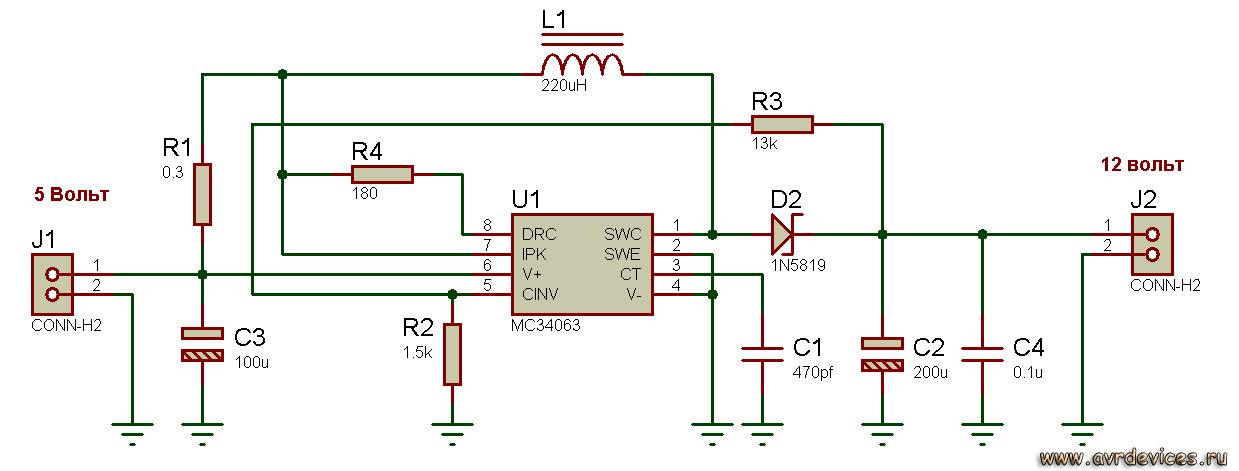 L1
220uH
R3
13k
R1
0.3
R4
180
5 Вольт
12 вольт
J1
1
2
CONN-H2
U1
8 DRC SWC 1
7 IPK SWE 2
6 V+ CT 3
5 CINV V- 4
MC34063
D2
1N5819
J2
1
2
CONN-H2
C3
100u
R2
1.5k
C1
470pf
C2
200u
C4
0.1u
www.avrdevices.ru